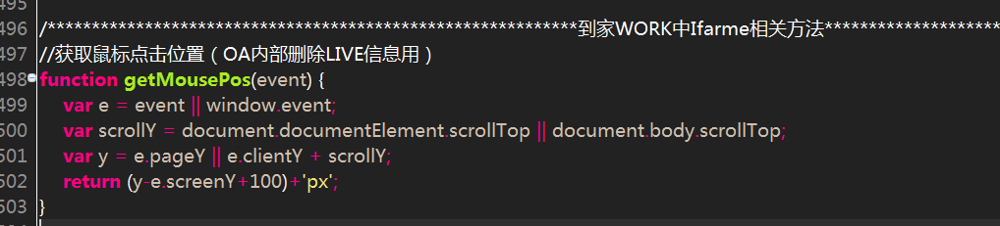 495
496 /*******************************************************到家WORK中Ifarme相关方法********************
497 //获取鼠标点击位置（OA内部删除LIVE信息用）
498 function getMousePos(event) {
499 var e = event || window.event;
500 var scrollY = document.documentElement.scrollTop || document.body.scrollTop;
501 var y = e.pageY || e.clientY + scrollY;
502 return (y-e.screenY+100)+'px';
503 }